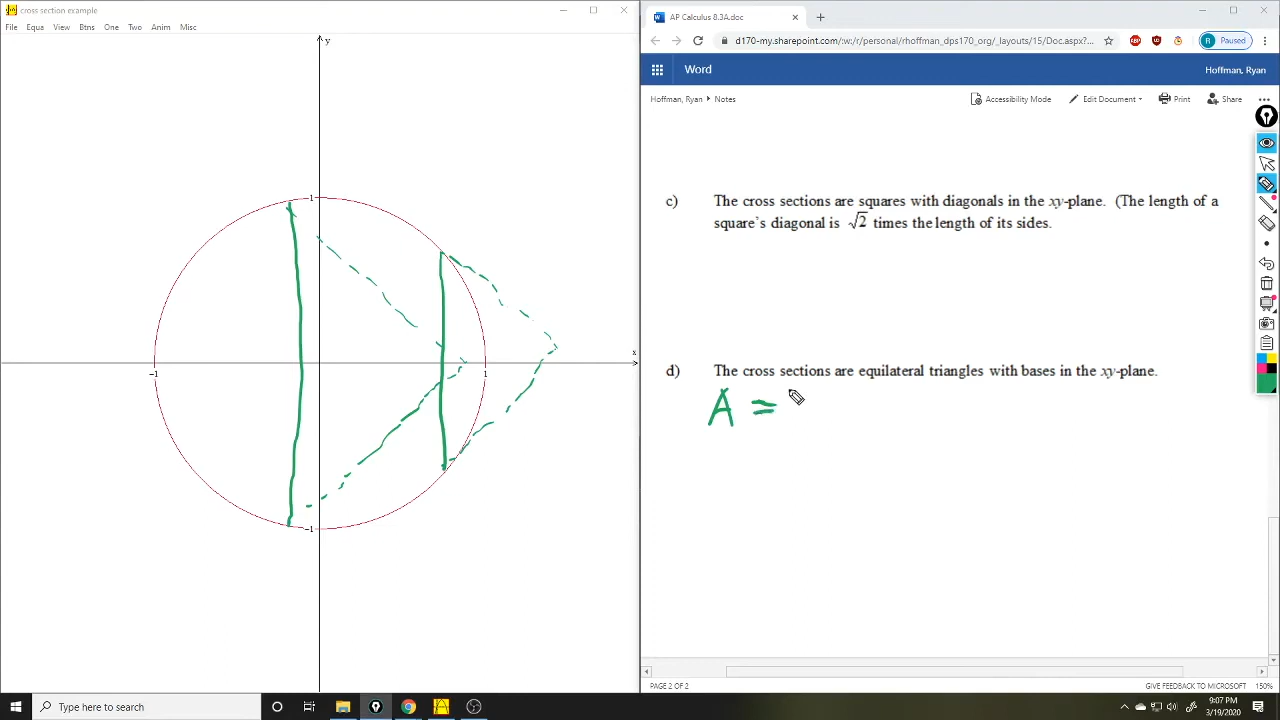 cross section example
File Equa View Btns One Two Anim Misc
y
1
x
-1
1
-1
AP Calculus 8.3A.doc
d170-my.sharepoint.com/:w:/r/personal/rhoffman_dps170_org/_layouts/15/Doc.aspx?...
ABP
R Paused
Word
Hoffman, Ryan
Hoffman, Ryan Notes
Accessibility Mode Edit Document Print Share ...
c) The cross sections are squares with diagonals in the xy-plane. (The length of a
square's diagonal is √2 times the length of its sides.
d) The cross sections are equilateral triangles with bases in the xy-plane.
A =
PAGE 2 OF 2
GIVE FEEDBACK TO MICROSOFT 150%
Type here to search
9:07 PM
3/19/2020